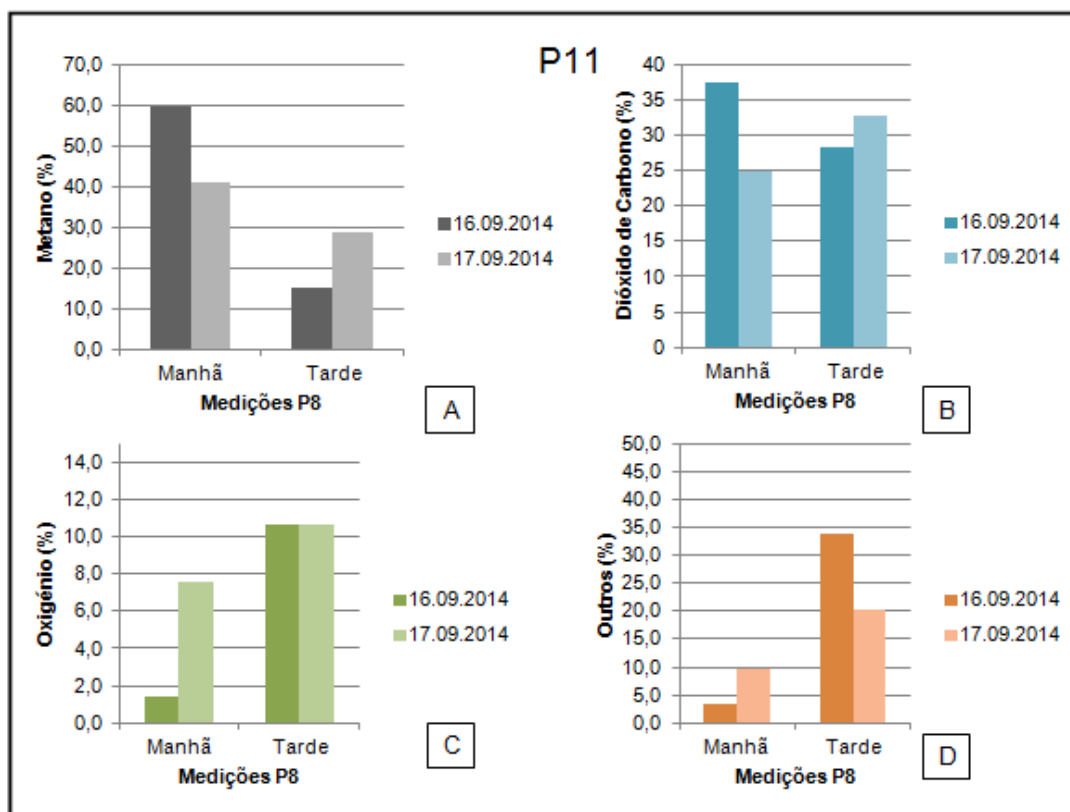 P11
70,0
60,0
50,0
40,0
30,0
20,0
10,0
0,0
Metano (%)
Manhã Tarde
Medições P8
16.09.2014
17.09.2014
A
40
35
30
25
20
15
10
5
0
Dióxido de Carbono (%)
Manhã Tarde
Medições P8
16.09.2014
17.09.2014
B
14,0
12,0
10,0
8,0
6,0
4,0
2,0
0,0
Oxigénio (%)
Manhã Tarde
Medições P8
16.09.2014
17.09.2014
C
50,0
45,0
40,0
35,0
30,0
25,0
20,0
15,0
10,0
5,0
0,0
Outros (%)
Manhã Tarde
Medições P8
16.09.2014
17.09.2014
D